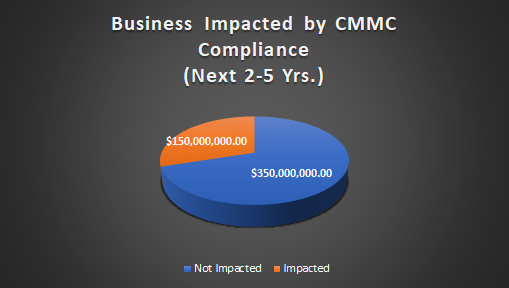 Business Impacted by CMMC
Compliance
(Next 2-5 Yrs.)
$150,000,000.00
$350,000,000.00
Not Impacted
Impacted